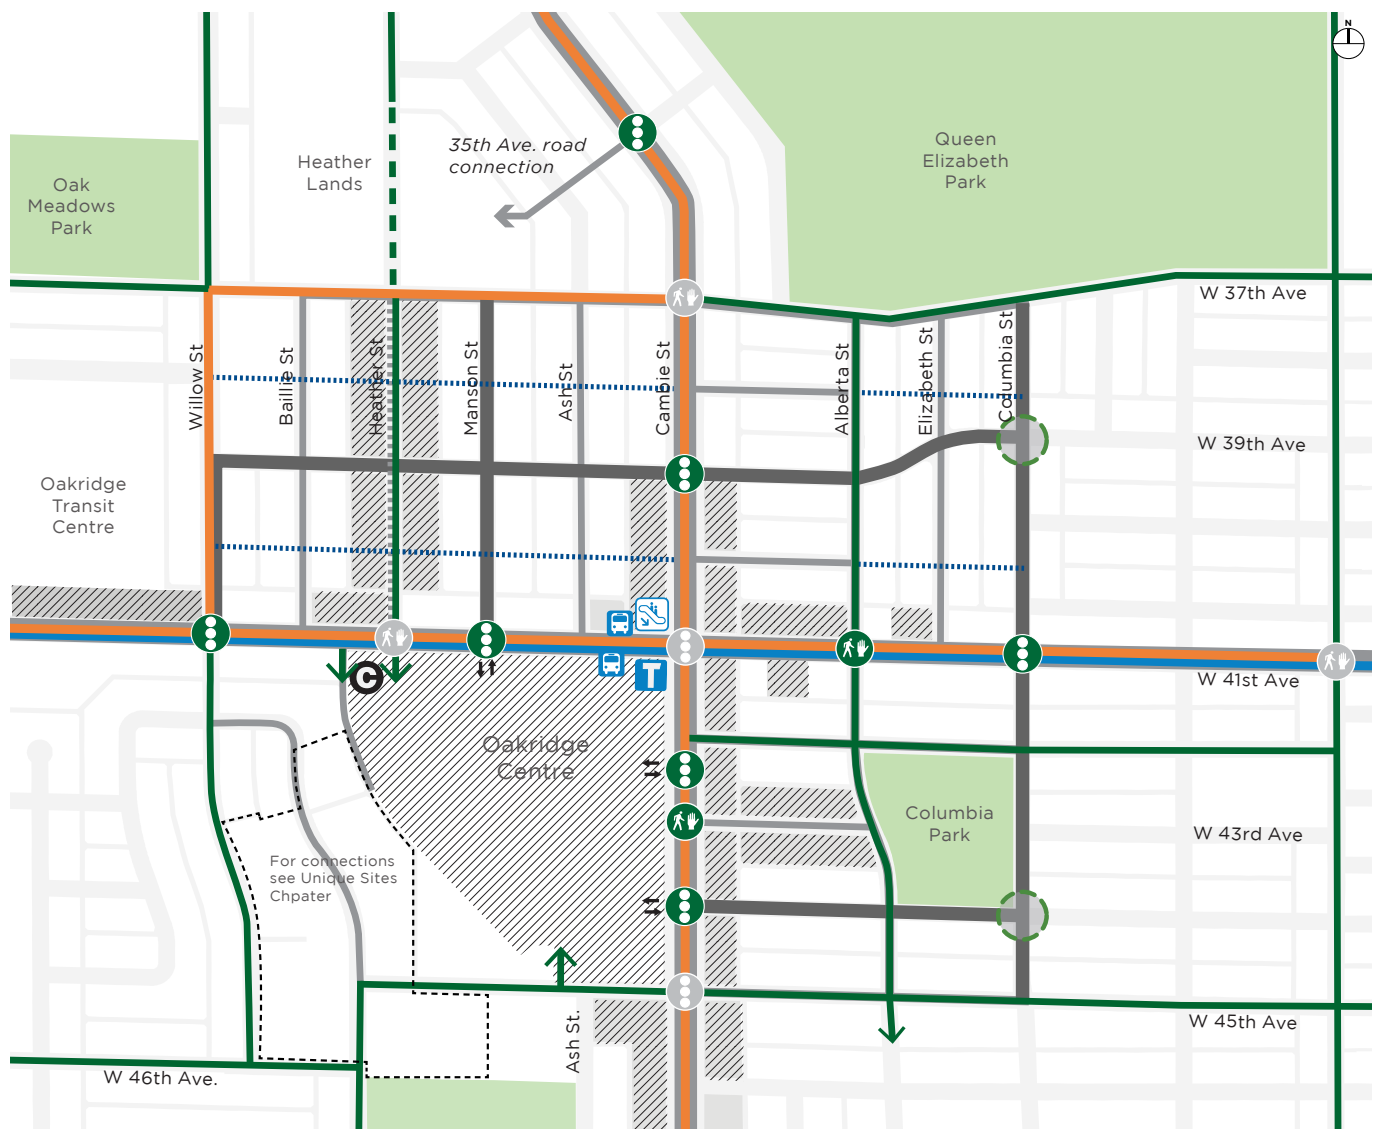 N
35th Ave. road
connection
Queen
Elizabeth
Park
Heather
Lands
Oak
Meadows
Park
W 37th Ave
Willow St
Baillie St
Heather St
Manson St
Ash St
Cambie St
Alberta St
Elizabeth St
Columbia St
W 39th Ave
Oakridge
Transit
Centre
T
C
W 41st Ave
Oakridge
Centre
Columbia
Park
W 43rd Ave
For connections
see Unique Sites
Chpater
Ash St.
W 45th Ave
W 46th Ave.